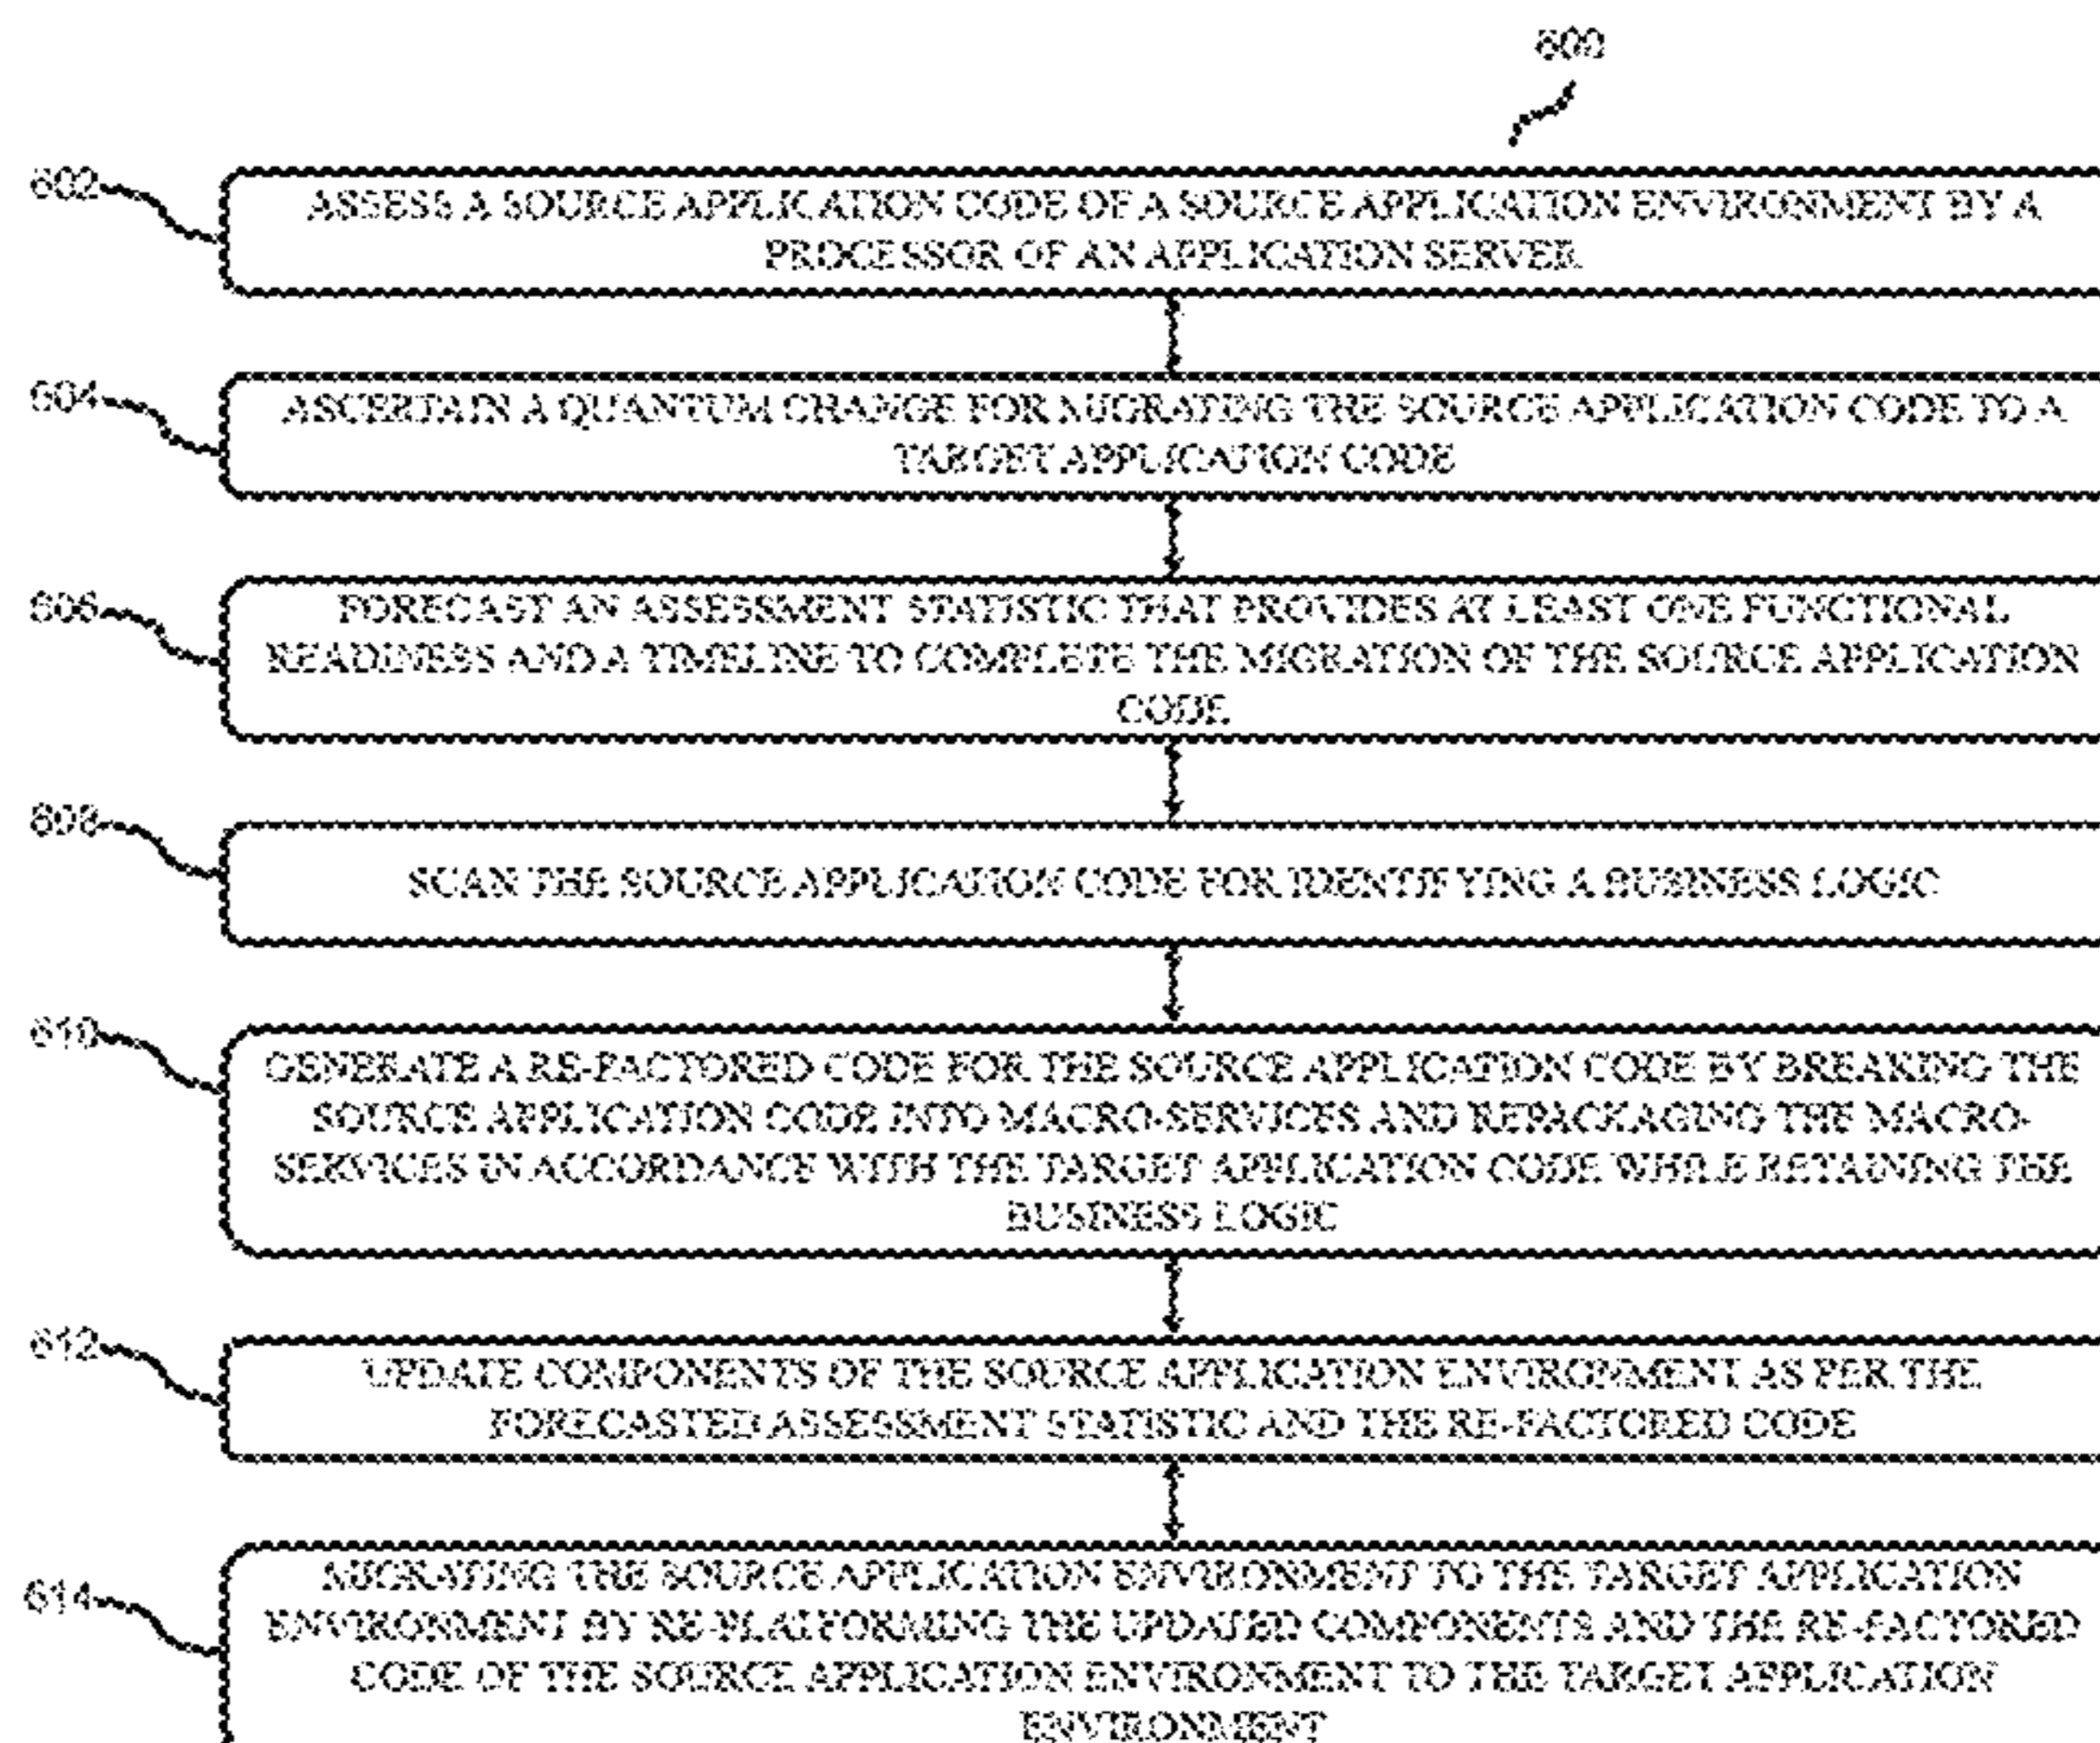 600
602
ASSESS A SOURCE APPLICATION CODE OF A SOURCE APPLICATION ENVIRONMENT BY A
PROCESSOR OF AN APPLICATION SERVER
604
ASCERTAIN A QUANTUM CHANGE FOR MIGRATING THE SOURCE APPLICATION CODE TO A
TARGET APPLICATION CODE
606
FORECAST AN ASSESSMENT STATISTIC THAT PROVIDES AT LEAST ONE FUNCTIONAL
READINESS AND A TIMELINE TO COMPLETE THE MIGRATION OF THE SOURCE APPLICATION
CODE
608
SCAN THE SOURCE APPLICATION CODE FOR IDENTIFYING A BUSINESS LOGIC
610
GENERATE A RE-FACTORED CODE FOR THE SOURCE APPLICATION CODE BY BREAKING THE
SOURCE APPLICATION CODE INTO MACRO-SERVICES AND REPACKAGING THE MACRO-
SERVICES IN ACCORDANCE WITH THE TARGET APPLICATION CODE WHILE RETAINING THE
BUSINESS LOGIC
612
UPDATE COMPONENTS OF THE SOURCE APPLICATION ENVIRONMENT AS PER THE
FORECASTED ASSESSMENT STATISTIC AND THE RE-FACTORED CODE
614
MIGRATING THE SOURCE APPLICATION ENVIRONMENT TO THE TARGET APPLICATION
ENVIRONMENT BY RE-PLATFORMING THE UPDATED COMPONENTS AND THE RE-FACTORED
CODE OF THE SOURCE APPLICATION ENVIRONMENT TO THE TARGET APPLICATION
ENVIRONMENT